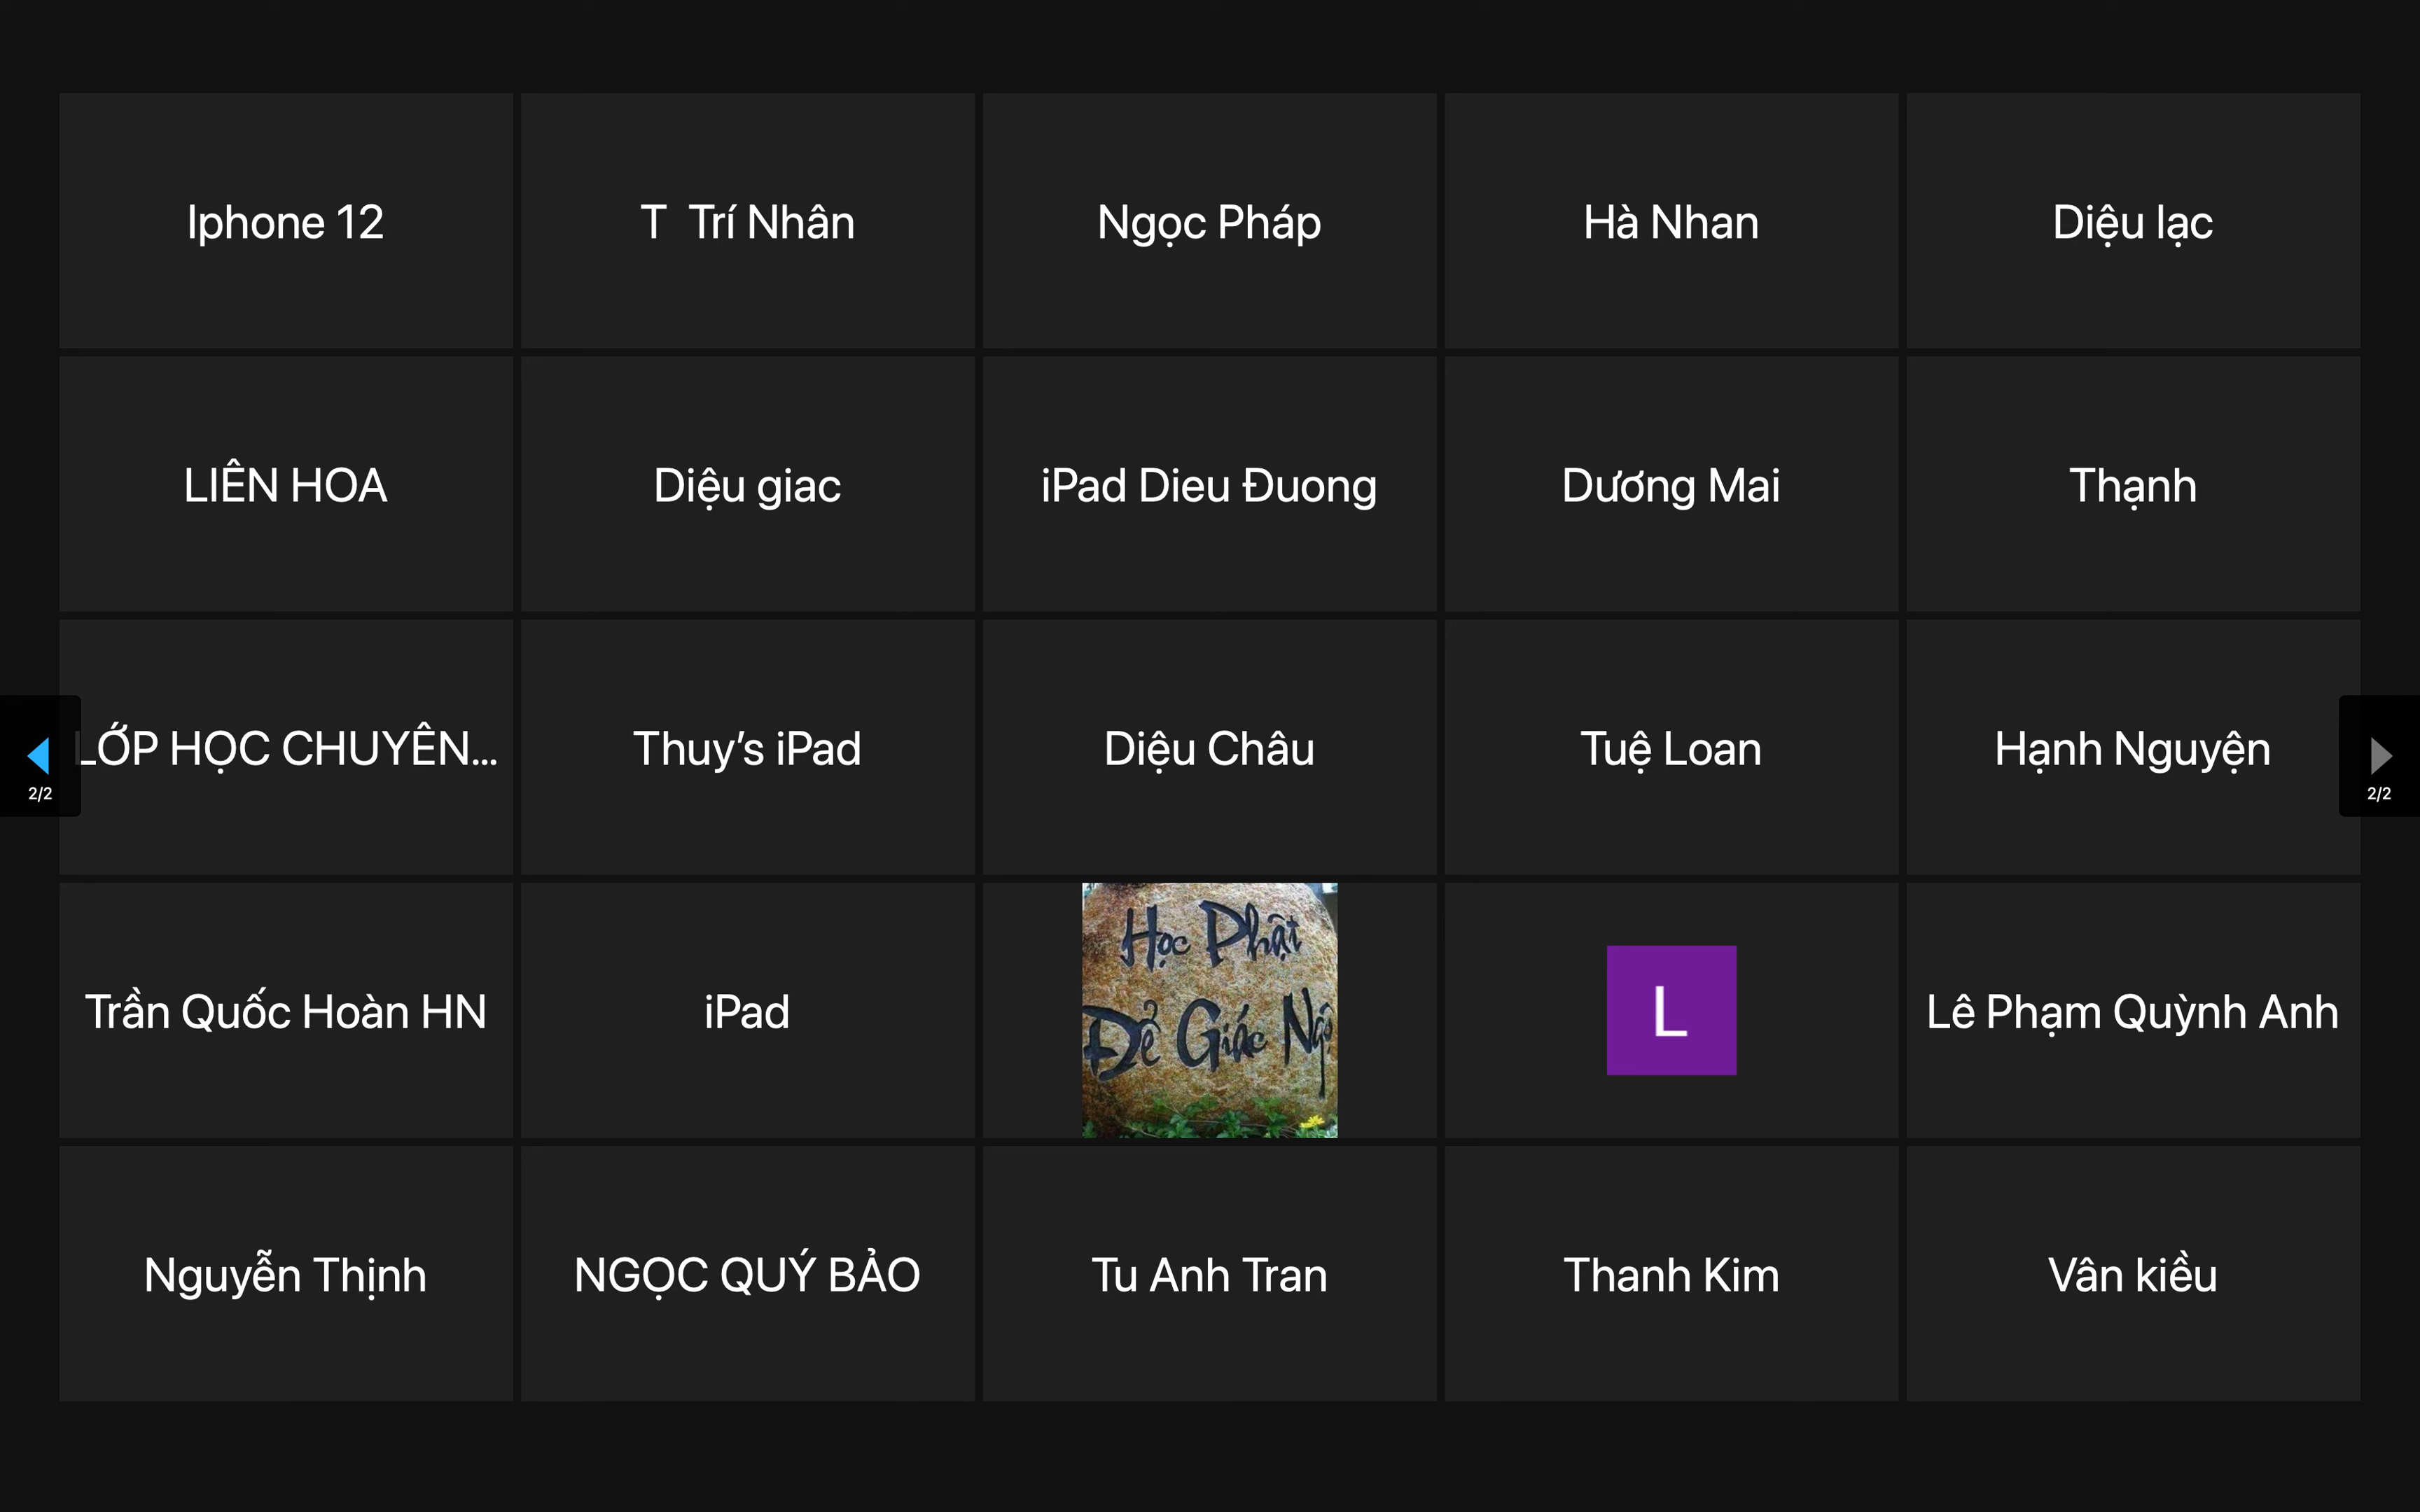 Iphone 12
T  Trí Nhân
Ngọc Pháp
Hà Nhan
Diệu lạc
LIÊN HOA
Diệu giac
iPad Dieu Đuong
Dương Mai
Thạnh
LỚP HỌC CHUYÊN...
Thuy’s iPad
Diệu Châu
Tuệ Loan
Hạnh Nguyện
2/2
2/2
Trần Quốc Hoàn HN
iPad
Học Phật
Để Giác Ngộ
L
Lê Phạm Quỳnh Anh
Nguyễn Thịnh
NGỌC QUÝ BẢO
Tu Anh Tran
Thanh Kim
Vân kiều